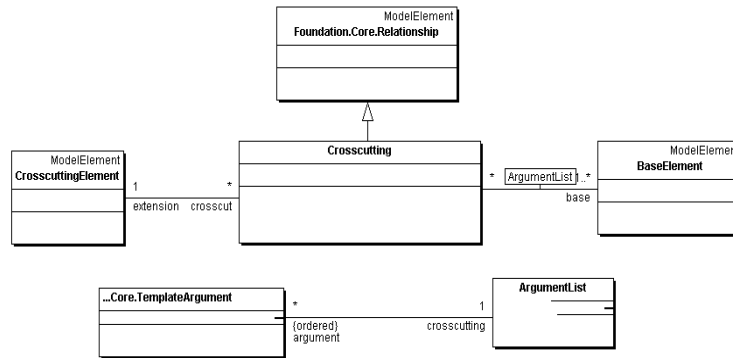 ModelElement
Foundation.Core.Relationship
Crosscutting
ModelElement
CrosscuttingElement
1
*
extension
crosscut
*
ArgumentList
1..*
base
ModelElement
BaseElement
...Core.TemplateArgument
*
{ordered}
argument
1
crosscutting
ArgumentList